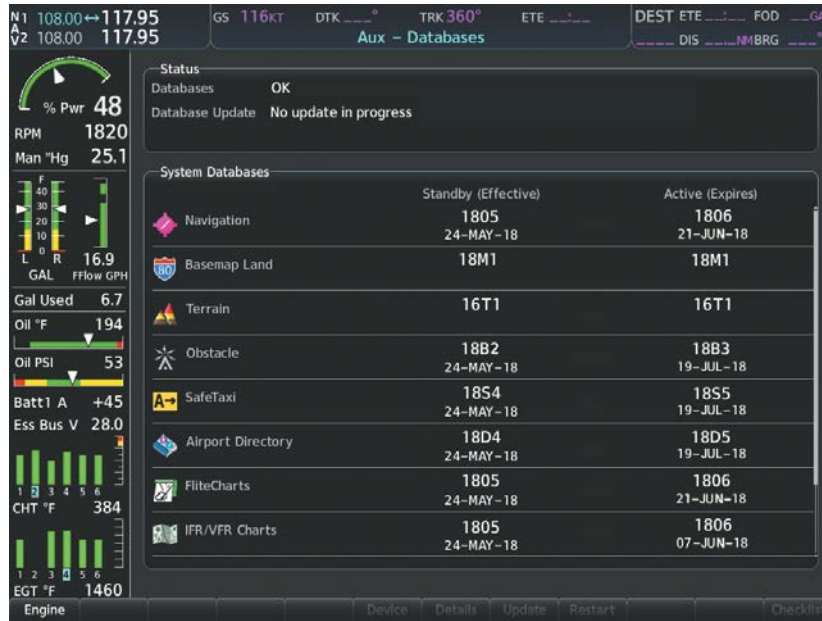 N1 108.00↔117.95 GS 116KT DTK ___° TRK 360° ETE __:__ DEST ETE __:__ FOD __GA
A
V2 108.00 117.95 Aux – Databases ____ DIS __._NM BRG ___°
Status
Databases OK
Database Update No update in progress
% Pwr 48
RPM 1820
Man "Hg 25.1
System Databases
Standby (Effective) Active (Expires)
Navigation 1805 1806
24–MAY–18 21–JUN–18
Basemap Land 18M1 18M1
Terrain 16T1 16T1
Obstacle 18B2 18B3
24–MAY–18 19–JUL–18
SafeTaxi 18S4 18S5
24–MAY–18 19–JUL–18
Airport Directory 18D4 18D5
24–MAY–18 19–JUL–18
FliteCharts 1805 1806
24–MAY–18 21–JUN–18
IFR/VFR Charts 1805 1806
24–MAY–18 07–JUN–18
F
40
30
20
10
0
L R 16.9
GAL FFlow GPH
Gal Used 6.7
Oil °F 194
Oil PSI 53
Batt1 A +45
Ess Bus V 28.0
1 2 3 4 5 6
CHT °F 384
1 2 3 4 5 6
EGT °F 1460
80
A→
Engine Device Details Update Restart Checklis